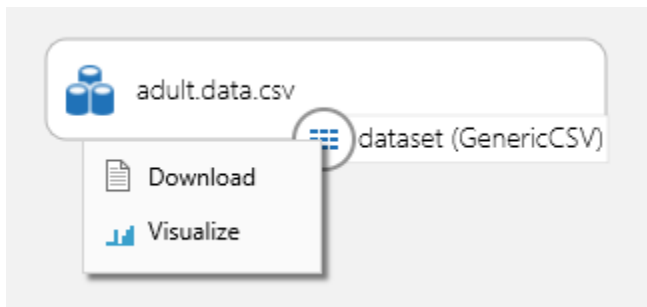 adult.data.csv
dataset (GenericCSV)
Download
Visualize